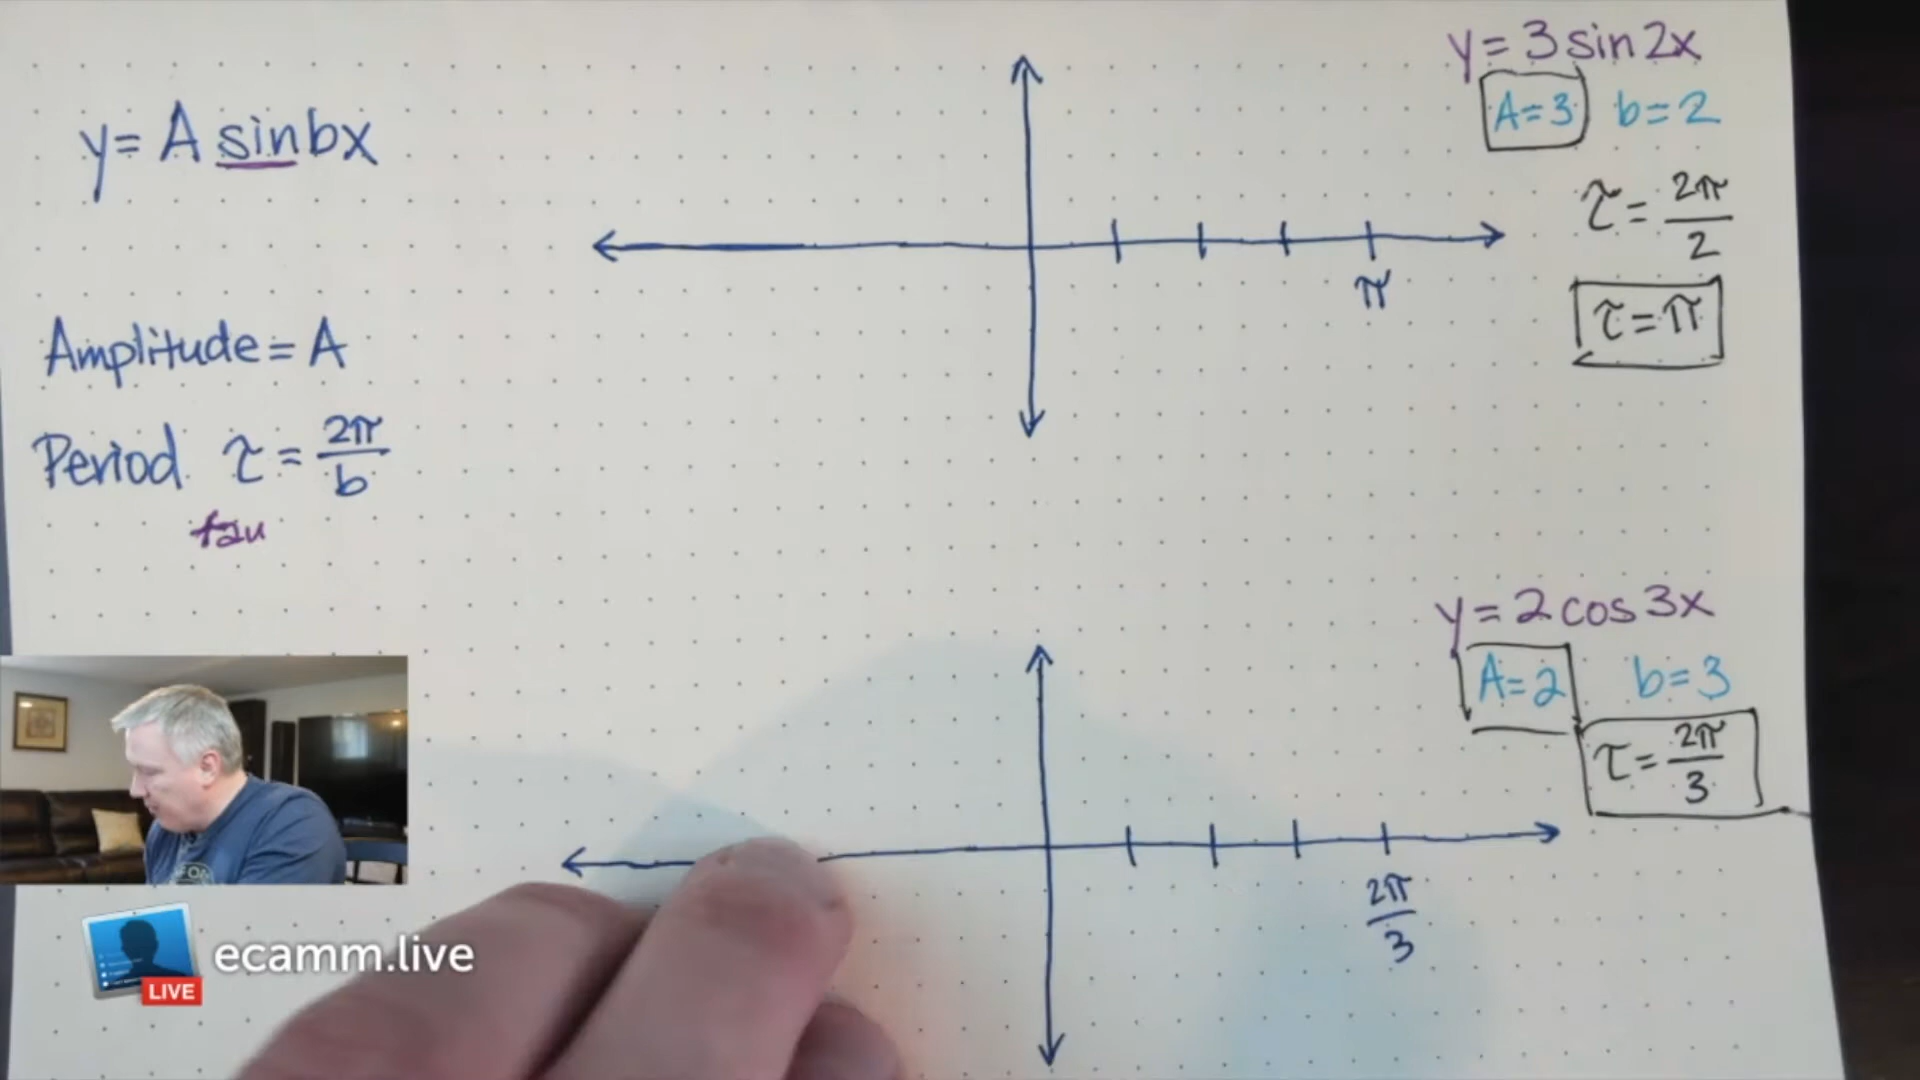 y = A sin bx
Amplitude = A
Period τ = 2π/b
tau
y = 3 sin 2x
A = 3 b = 2
τ = 2π/2
τ = π
π
y = 2 cos 3x
A = 2 b = 3
τ = 2π/3
2π/3
ecamm.live
LIVE